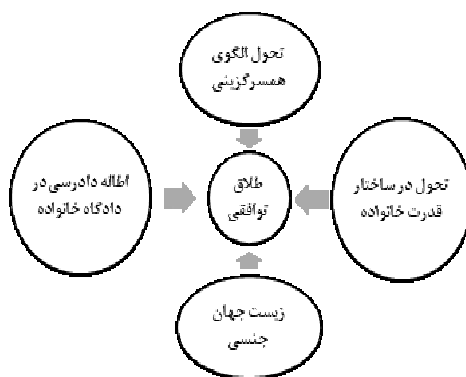 تحول الگوی
همسرگزینی
تحول در ساختار
قدرت خانواده
طلاق
توافقی
اطاله دادرسی در
دادگاه خانواده
زیست جهان
جنسی